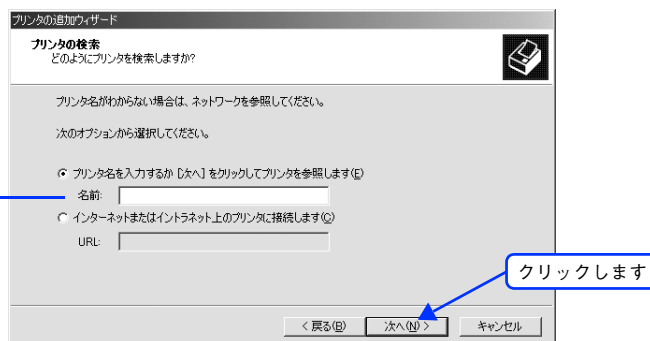 プリンタの追加ウィザード
プリンタの検索
どのようにプリンタを検索しますか?
プリンタ名がわからない場合は、ネットワークを参照してください。
次のオプションから選択してください。
プリンタ名を入力するか [次へ] をクリックしてプリンタを参照します(E)
名前:
インターネットまたはイントラネット上のプリンタに接続します(C)
URL:
クリックします
< 戻る(B) 次へ(N) > キャンセル